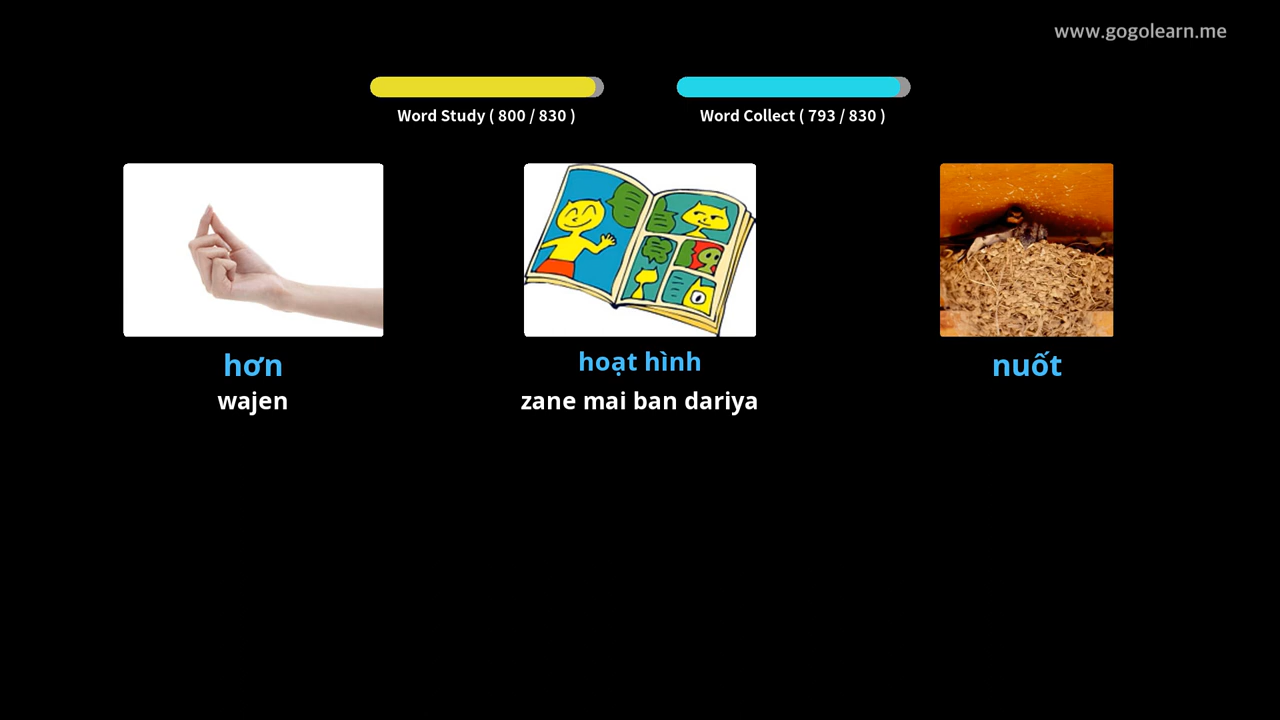 www.gogolearn.me
Word Study ( 800 / 830 )
Word Collect ( 793 / 830 )
hơn
wajen
hoạt hình
zane mai ban dariya
nuốt